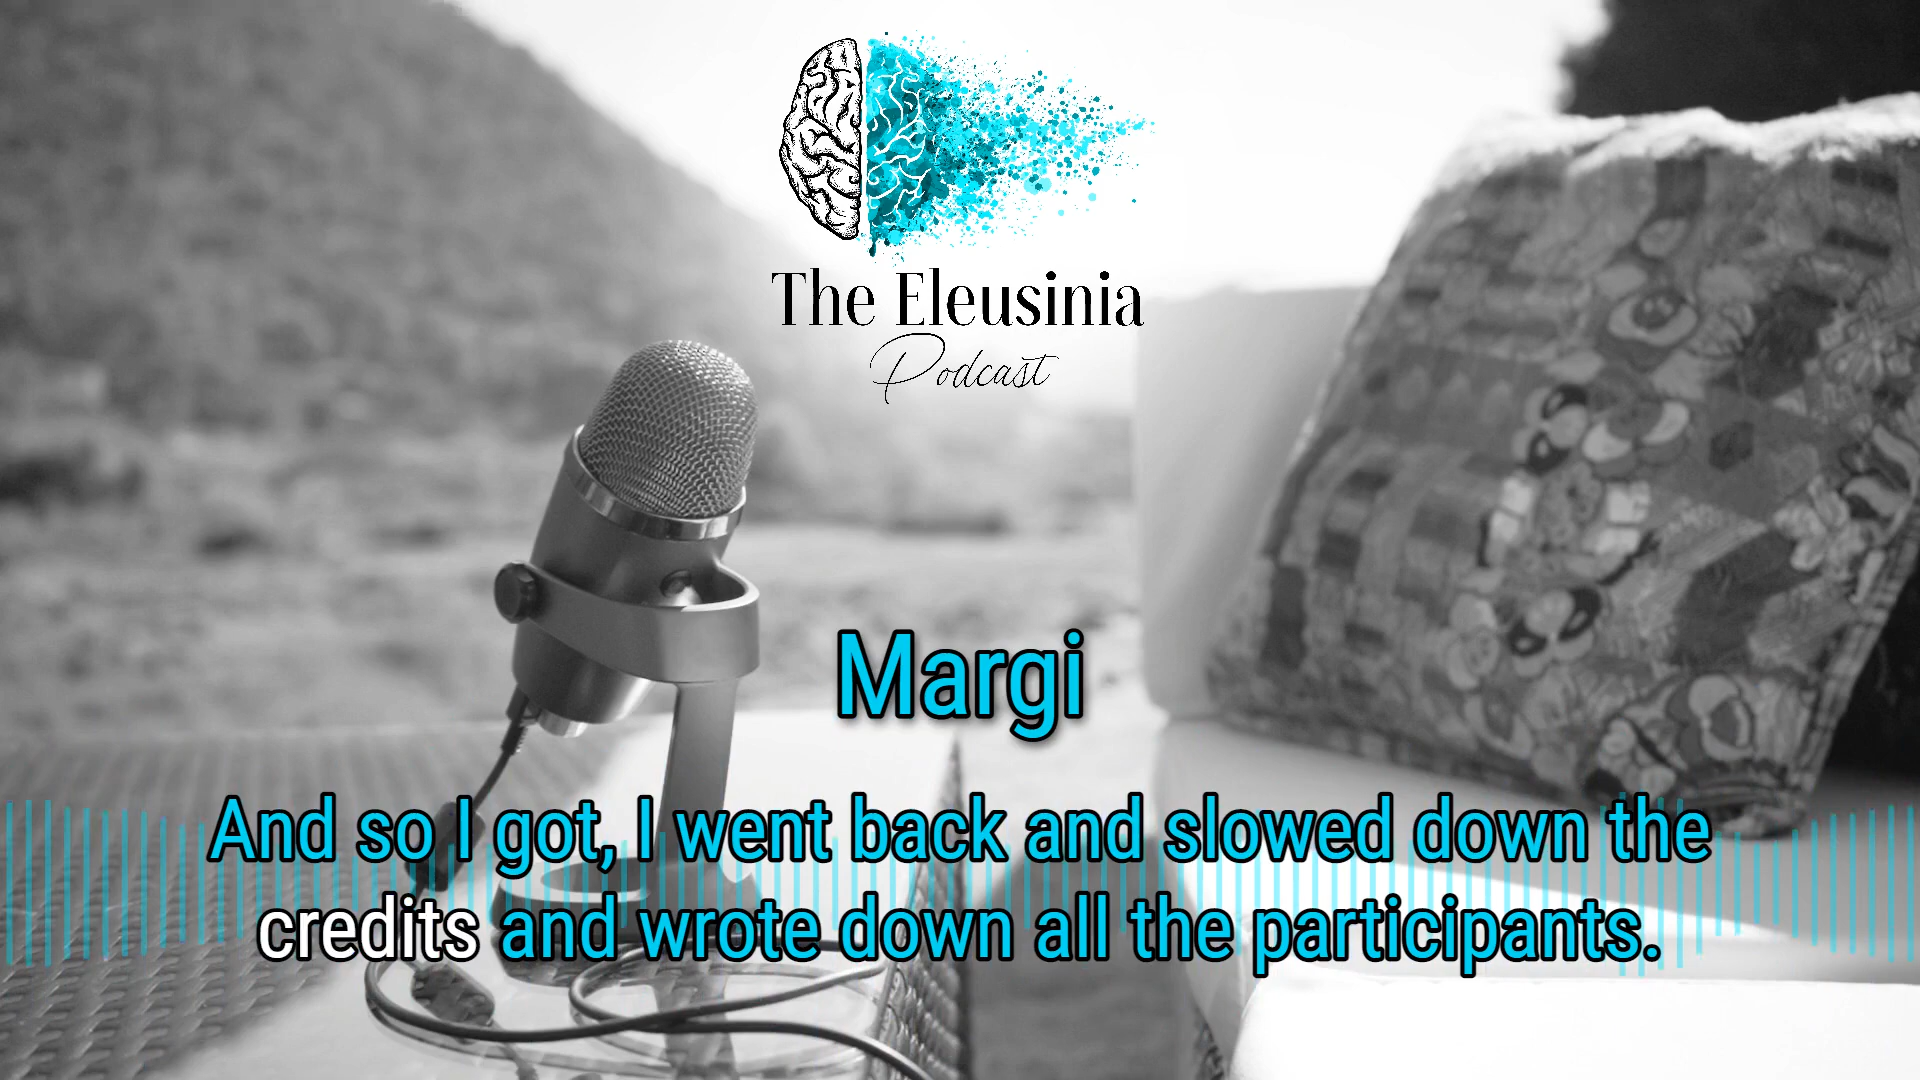 The Eleusinia
Podcast
Margi
And so I got, I went back and slowed down the
credits and wrote down all the participants.